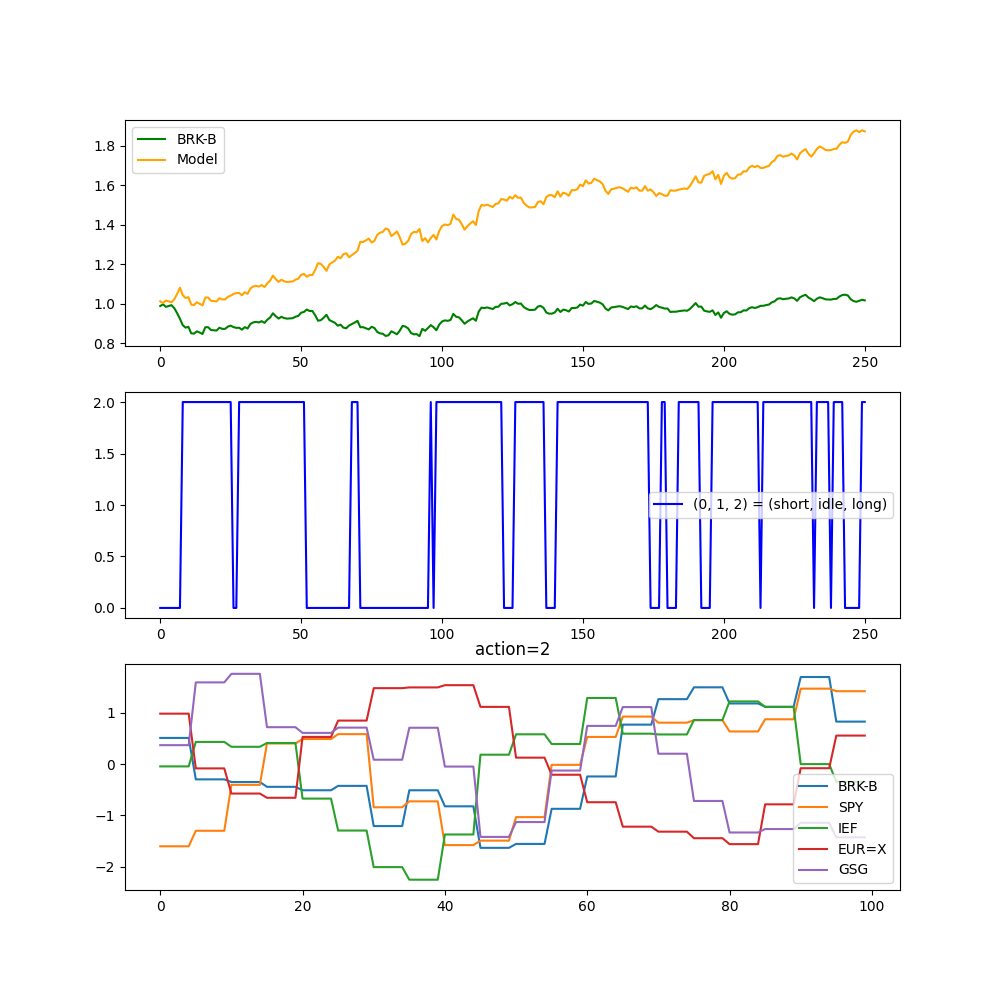 BRK-B
Model
1.8
1.6
1.4
1.2
1.0
0.8
0 50 100 150 200 250
2.0
1.5
1.0
0.5
0.0
(0, 1, 2) = (short, idle, long)
0 50 100 150 200 250
action=2
1
0
−1
−2
BRK-B
SPY
IEF
EUR=X
GSG
0 20 40 60 80 100